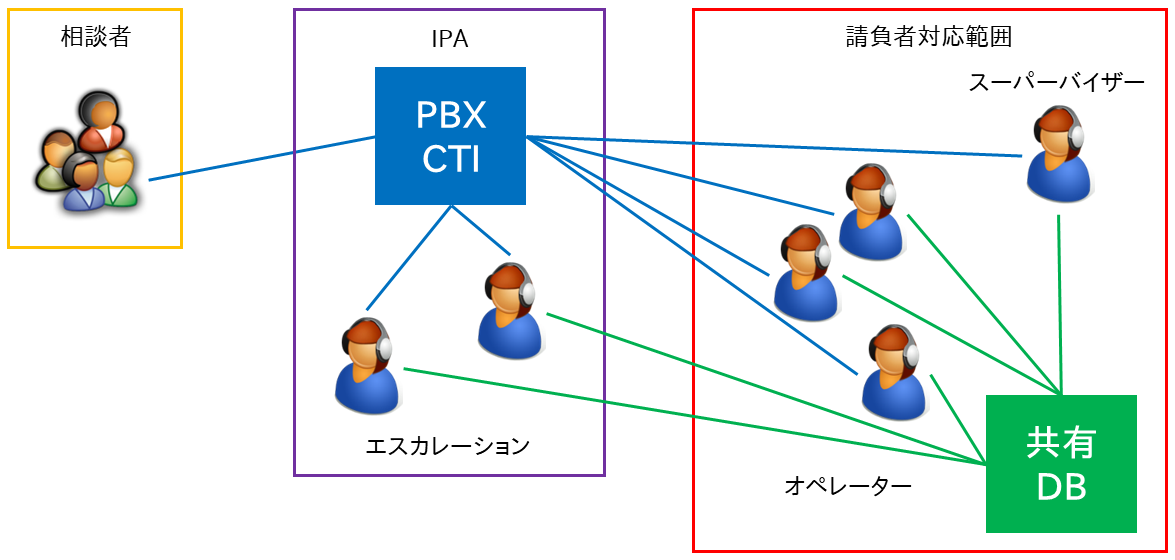 相談者
IPA
PBX
CTI
エスカレーション
請負者対応範囲
スーパーバイザー
オペレーター
共有
DB